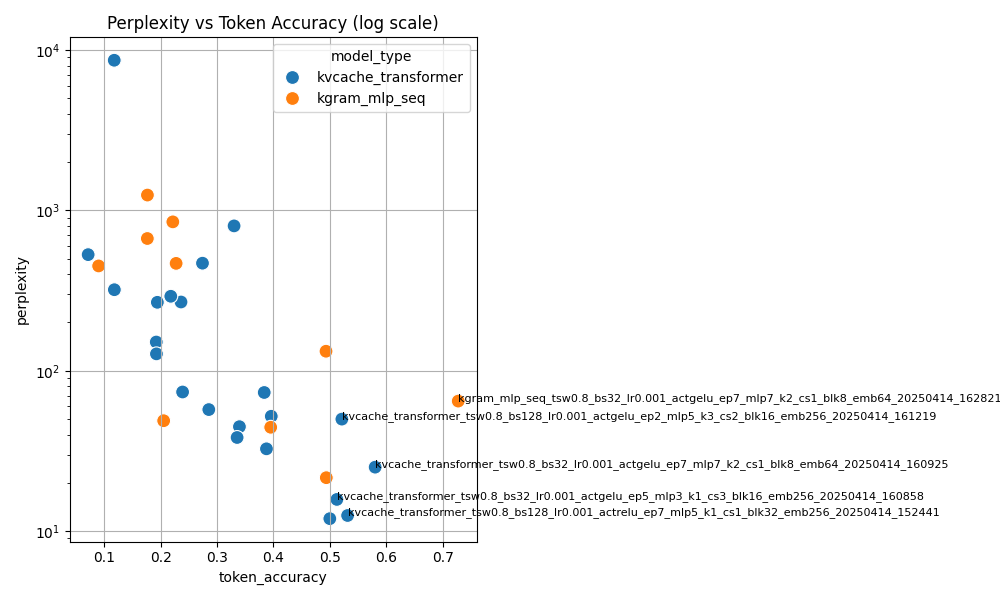 Perplexity vs Token Accuracy (log scale)
model_type
kvcache_transformer
kgram_mlp_seq
10^4
10^3
10^2
10^1
perplexity
kgram_mlp_seq_tsw0.8_bs32_lr0.001_actgelu_ep7_mlp7_k2_cs1_blk8_emb64_20250414_162821
kvcache_transformer_tsw0.8_bs128_lr0.001_actgelu_ep2_mlp5_k3_cs2_blk16_emb256_20250414_161219
kvcache_transformer_tsw0.8_bs32_lr0.001_actgelu_ep7_mlp7_k2_cs1_blk8_emb64_20250414_160925
kvcache_transformer_tsw0.8_bs32_lr0.001_actgelu_ep5_mlp3_k1_cs3_blk16_emb256_20250414_160858
kvcache_transformer_tsw0.8_bs128_lr0.001_actrelu_ep7_mlp5_k1_cs1_blk32_emb256_20250414_152441
0.1 0.2 0.3 0.4 0.5 0.6 0.7
token_accuracy